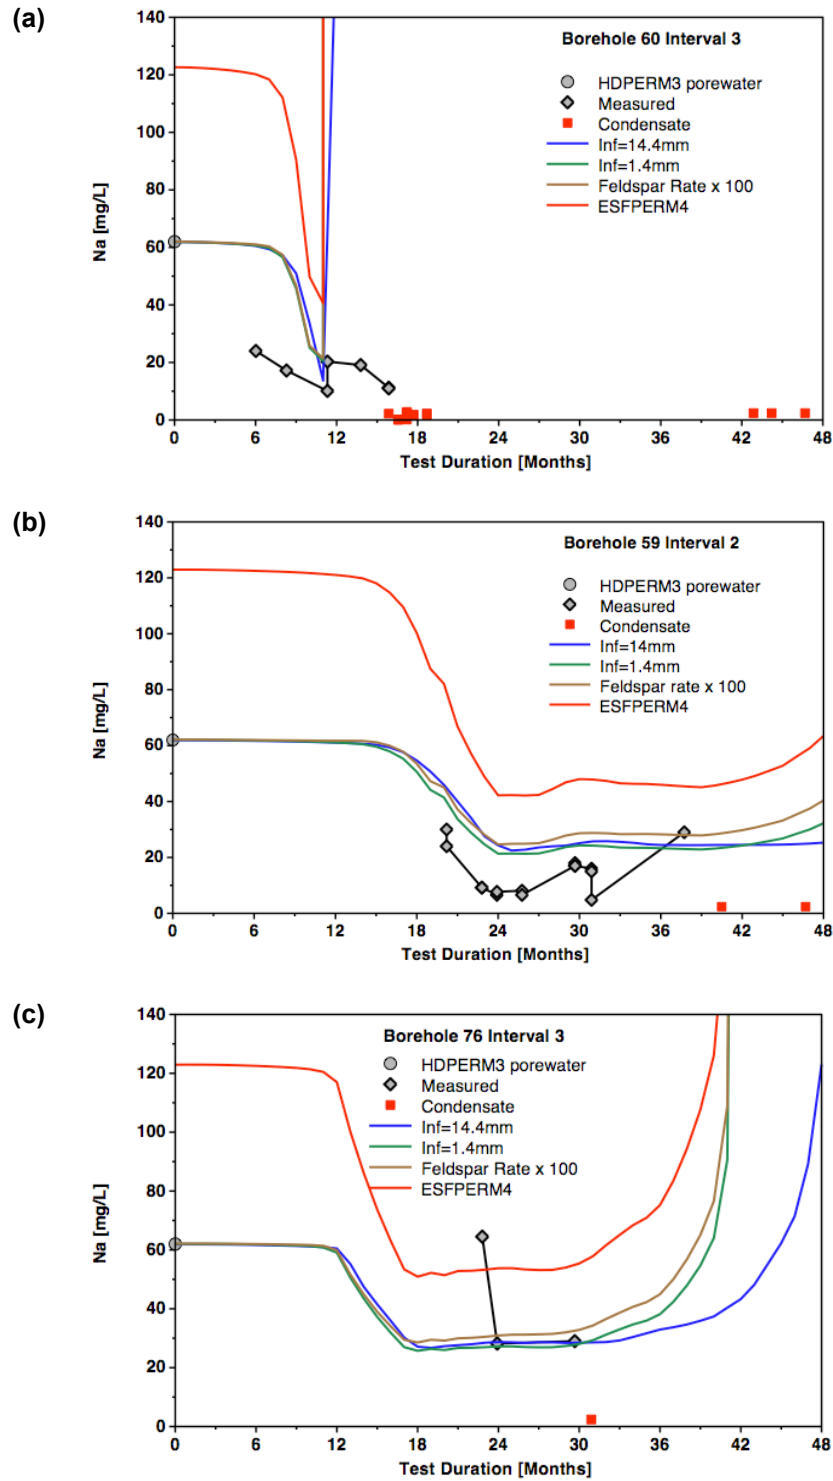 (a)
Borehole 60 Interval 3
HDPERM3 porewater
Measured
Condensate
Inf=14.4mm
Inf=1.4mm
Feldspar Rate x 100
ESFPERM4
Na [mg/L]
140
120
100
80
60
40
20
0
0 6 12 18 24 30 36 42 48
Test Duration [Months]
(b)
Borehole 59 Interval 2
HDPERM3 porewater
Measured
Condensate
Inf=14mm
Inf=1.4mm
Feldspar rate x 100
ESFPERM4
Na [mg/L]
140
120
100
80
60
40
20
0
0 6 12 18 24 30 36 42 48
Test Duration [Months]
(c)
Borehole 76 Interval 3
HDPERM3 porewater
Measured
Condensate
Inf=14.4mm
Inf=1.4mm
Feldspar Rate x 100
ESFPERM4
Na [mg/L]
140
120
100
80
60
40
20
0
0 6 12 18 24 30 36 42 48
Test Duration [Months]